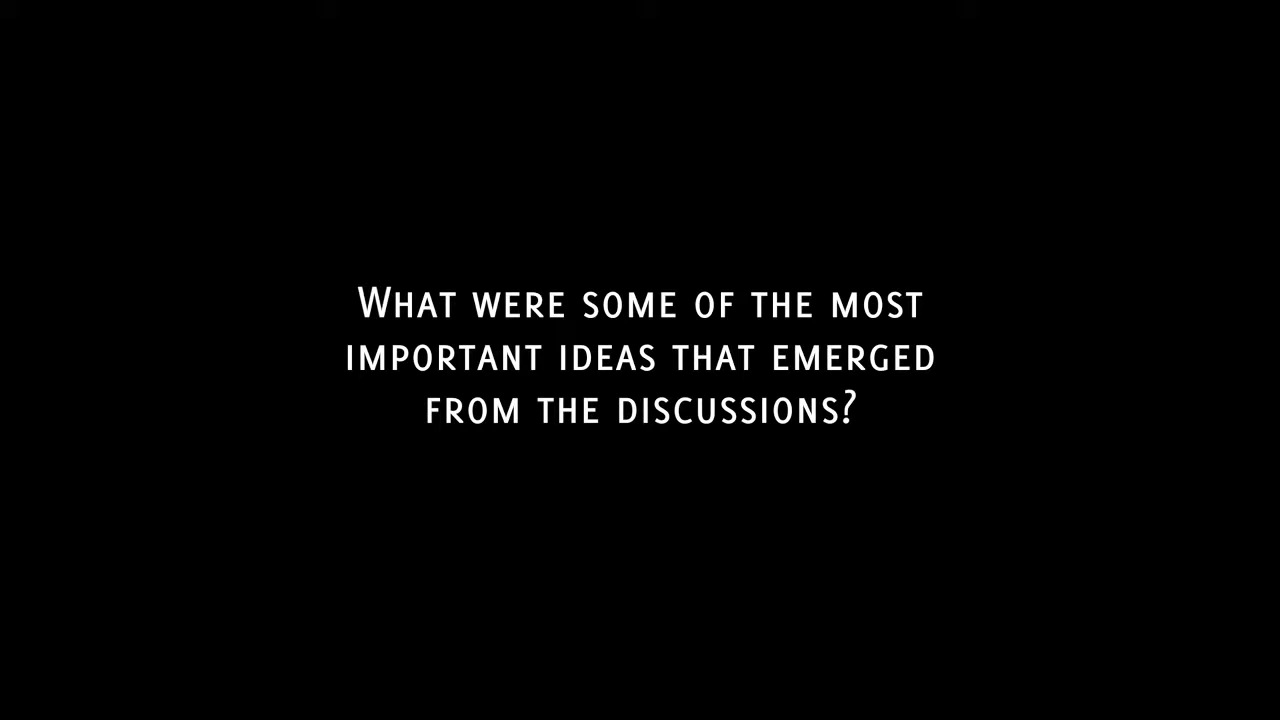 What were some of the most
important ideas that emerged
from the discussions?